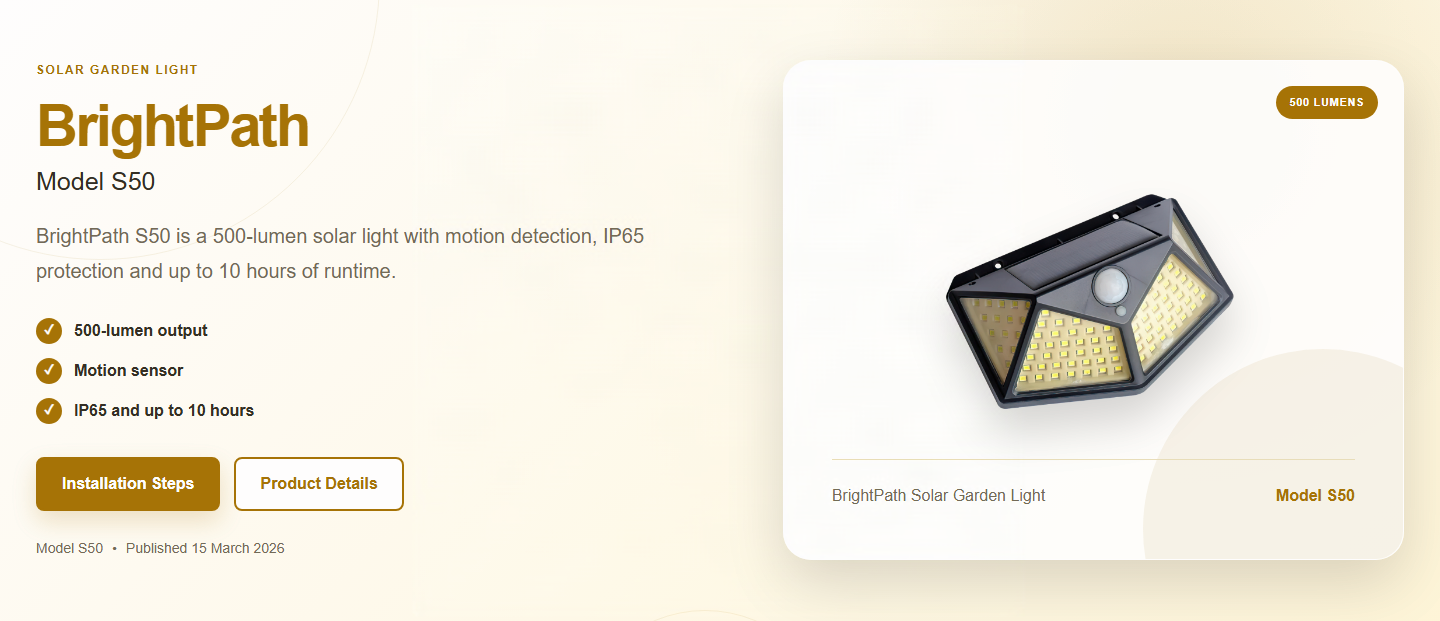 SOLAR GARDEN LIGHT
BrightPath
Model S50
BrightPath S50 is a 500-lumen solar light with motion detection, IP65
protection and up to 10 hours of runtime.
500-lumen output
Motion sensor
IP65 and up to 10 hours
Installation Steps
Product Details
Model S50 • Published 15 March 2026
500 LUMENS
BrightPath Solar Garden Light
Model S50